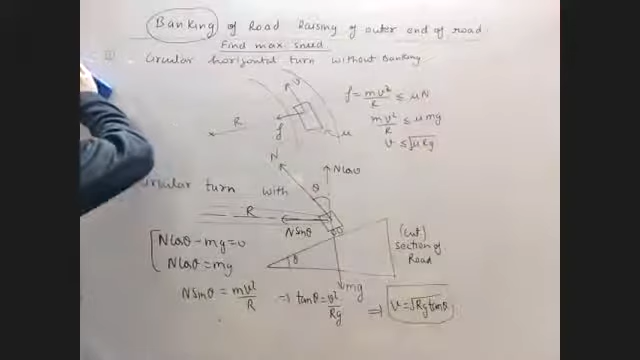 Banking of Road Raising of outer end of road
Find max speed
① Circular horizontal turn without Banking
v
R
f
μ
f = mv²/R ≤ μN
mv²/R ≤ μmg
v ≤ √μRg
N
θ
Ncosθ
Circular turn with
R
Nsinθ
(cut)
section of
Road
θ
mg
Ncosθ - mg = 0
Ncosθ = mg
Nsinθ = mv²/R ⇒ tanθ = v²/Rg ⇒ v = √Rg tanθ